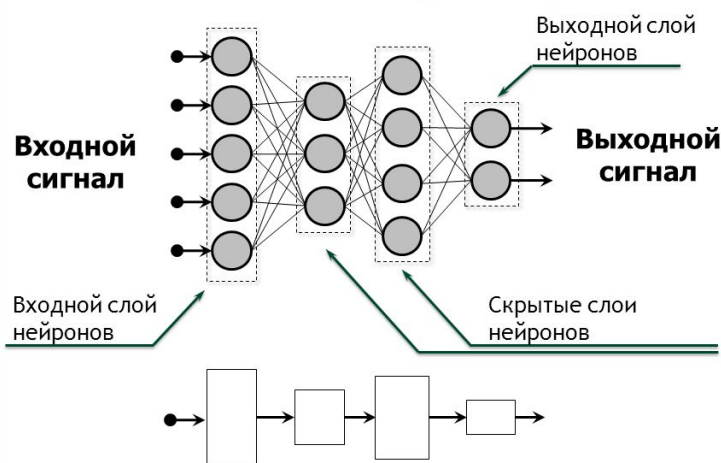 Выходной слой
нейронов
Входной
сигнал
Выходной
сигнал
Входной слой
нейронов
Скрытые слои
нейронов